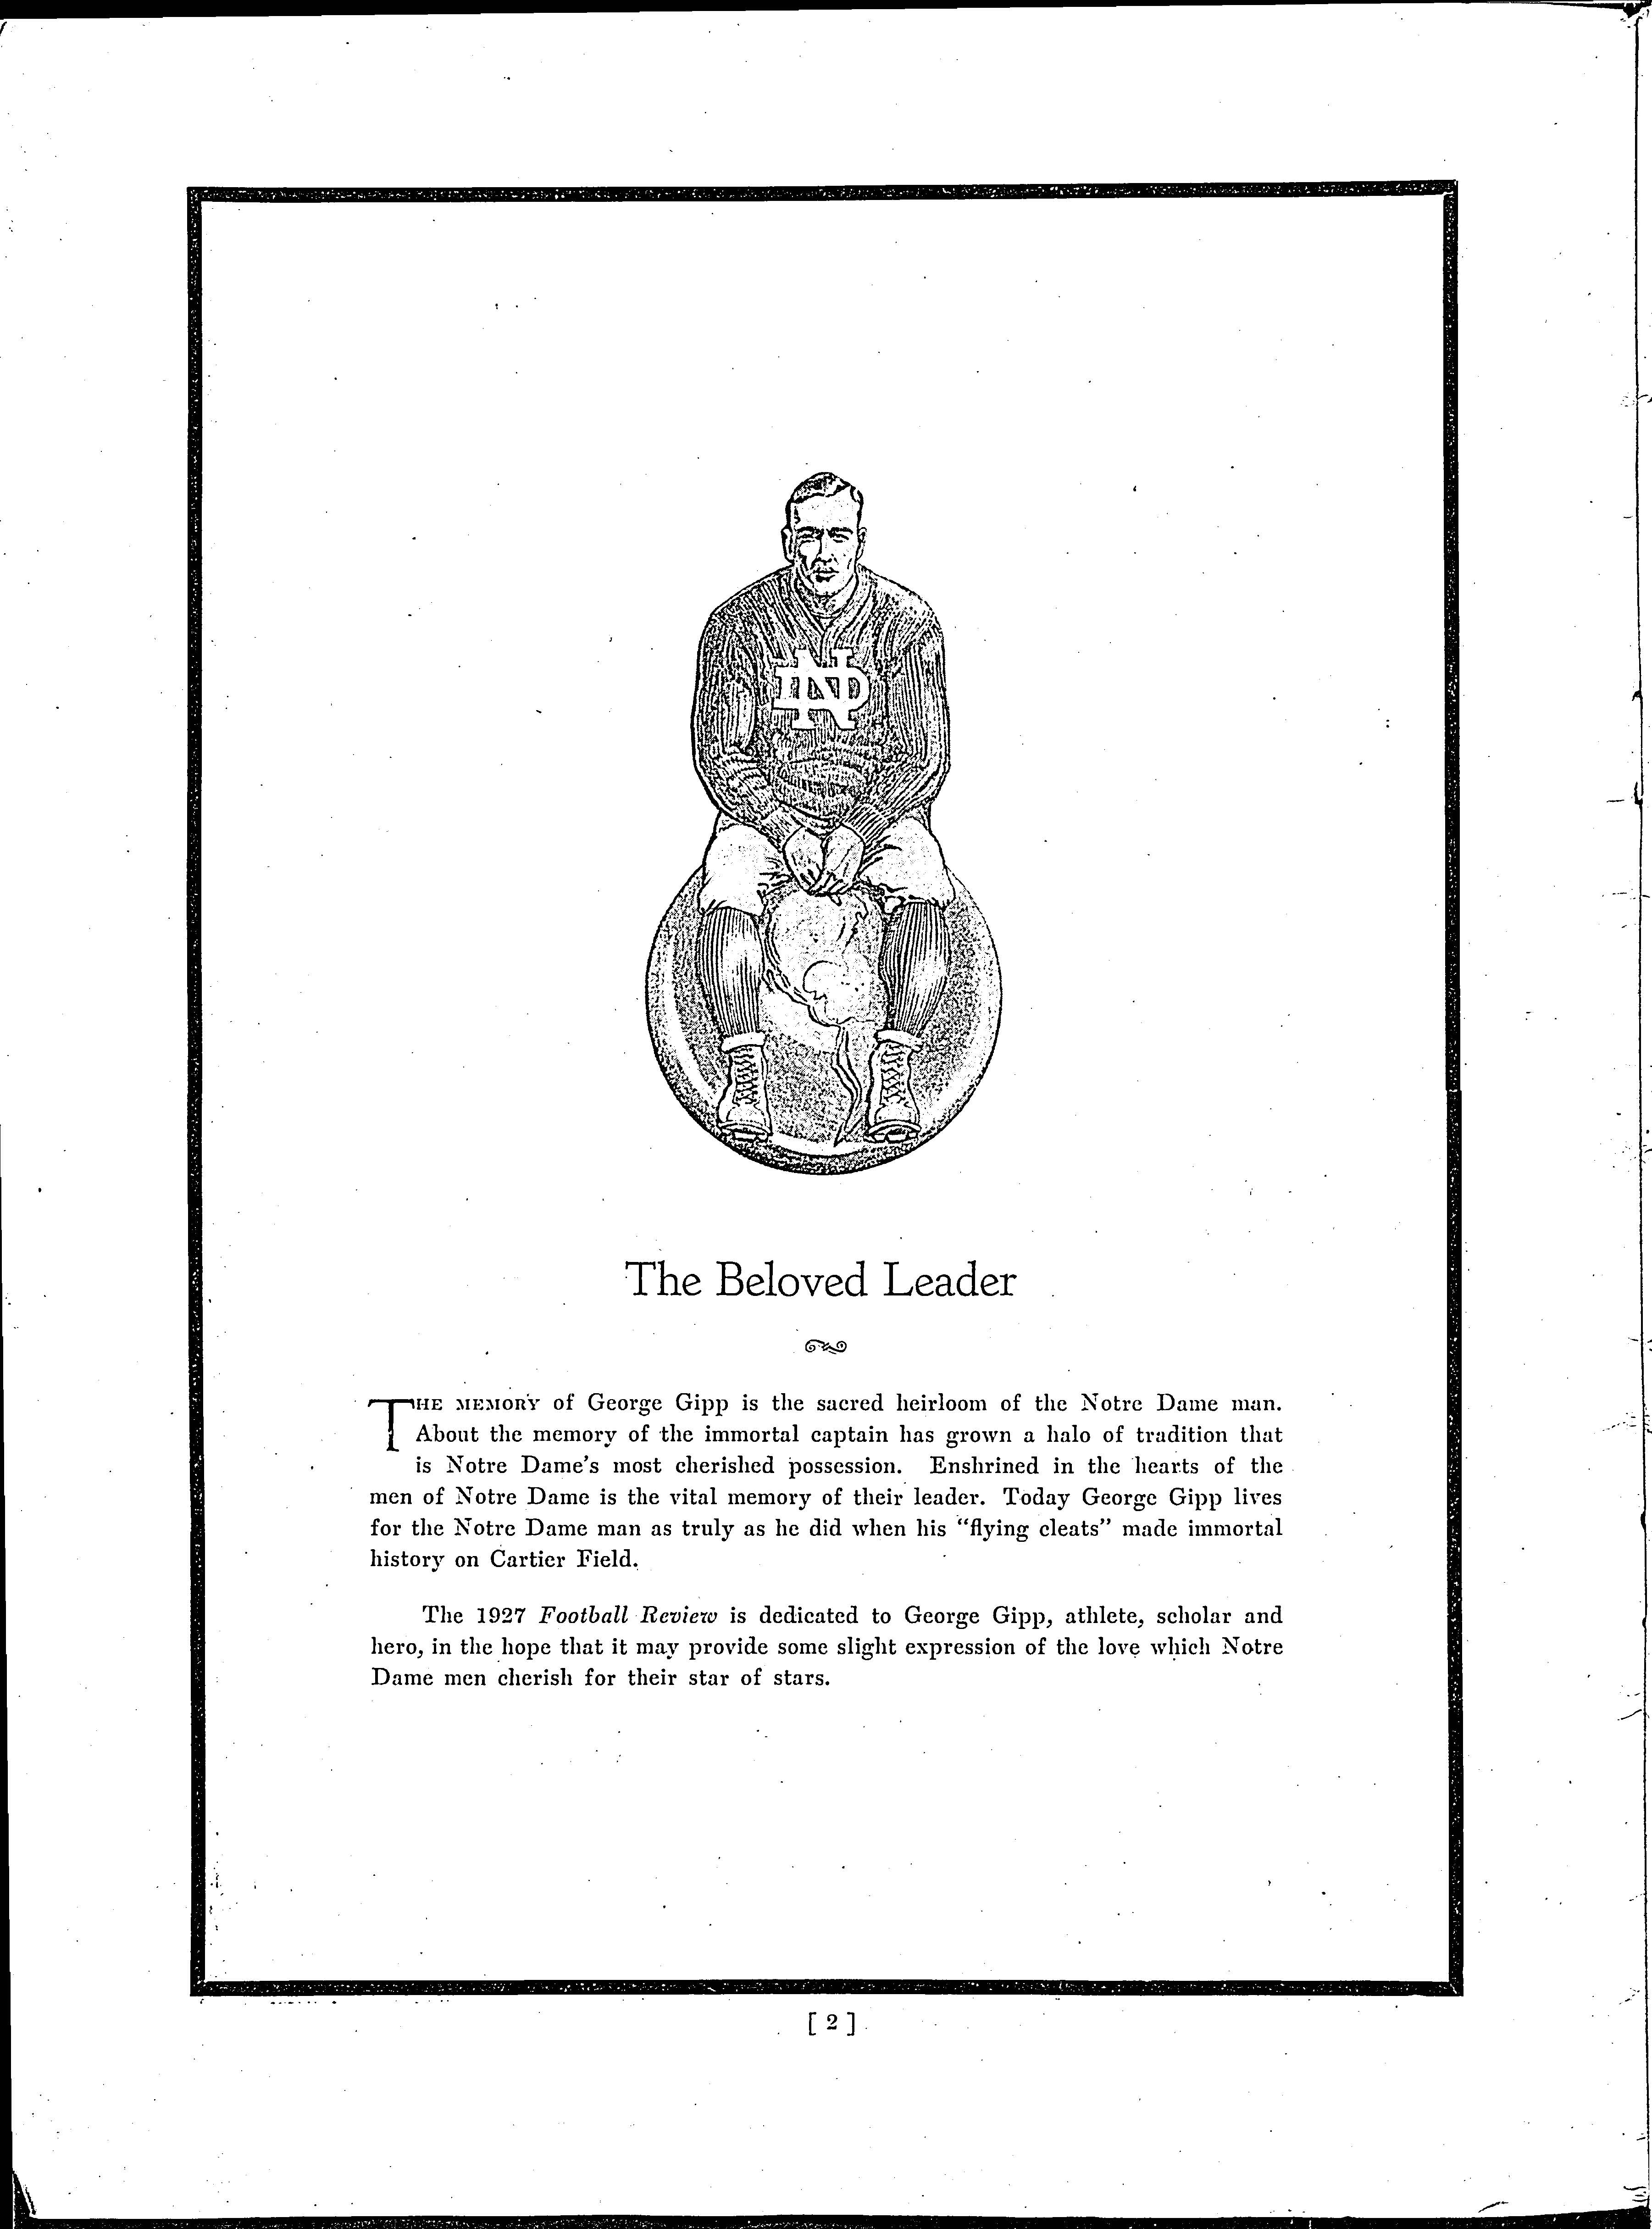 ND
The Beloved Leader
THE MEMORY of George Gipp is the sacred heirloom of the Notre Dame man.
About the memory of the immortal captain has grown a halo of tradition that
is Notre Dame's most cherished possession. Enshrined in the hearts of the
men of Notre Dame is the vital memory of their leader. Today George Gipp lives
for the Notre Dame man as truly as he did when his “flying cleats” made immortal
history on Cartier Field.
The 1927 Football Review is dedicated to George Gipp, athlete, scholar and
hero, in the hope that it may provide some slight expression of the love which Notre
Dame men cherish for their star of stars.
[ 2 ]